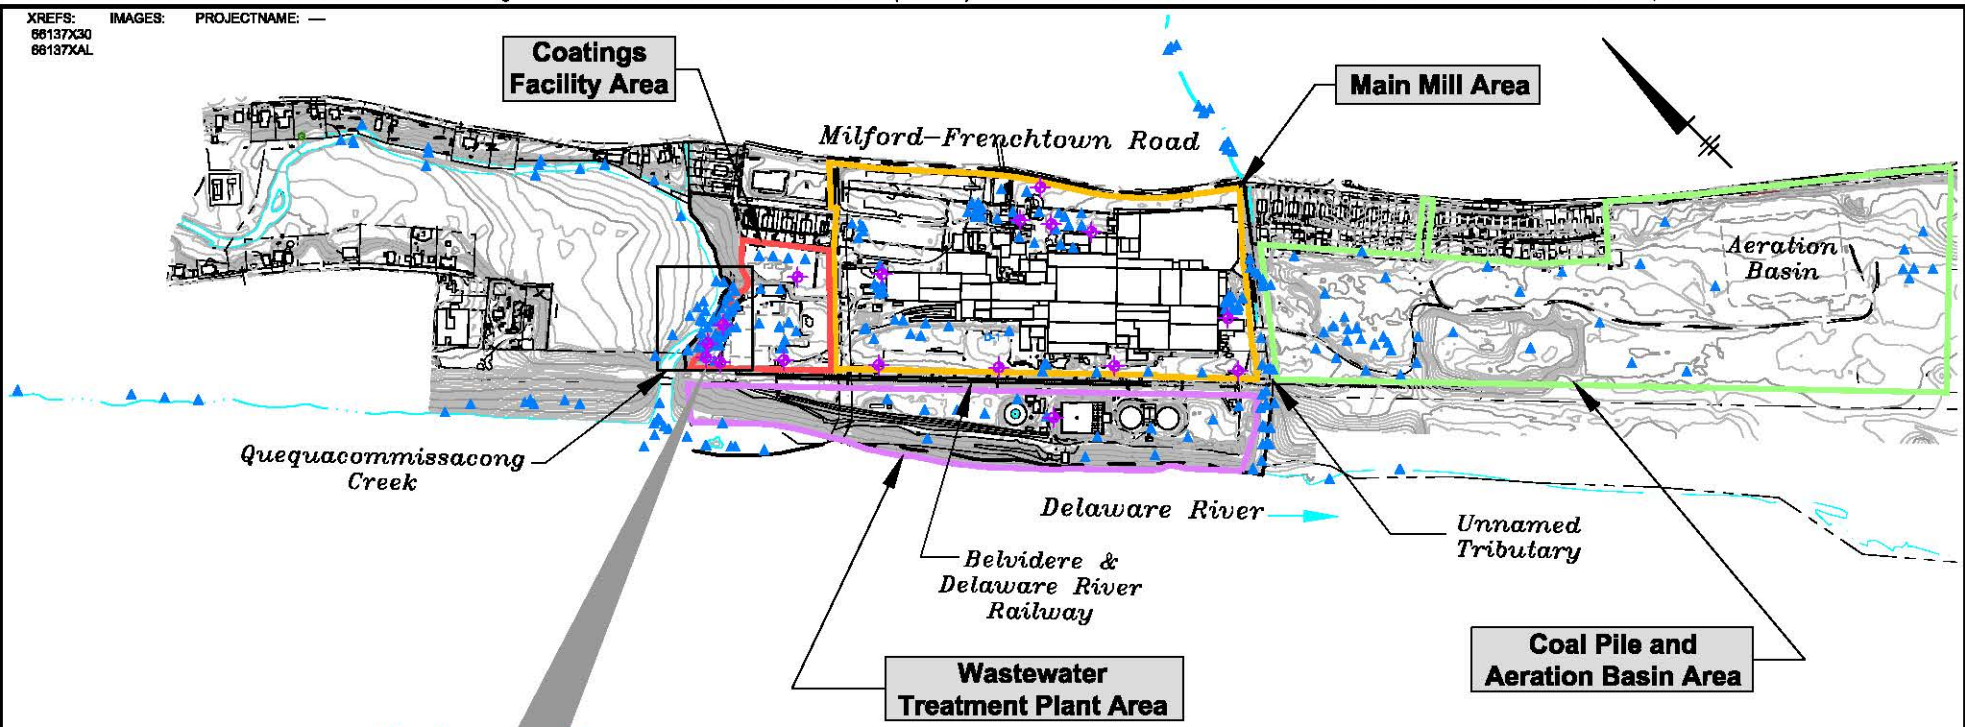 XREFS: IMAGES: PROJECTNAME: —
66137X30
66137XAL
Coatings
Facility Area
Main Mill Area
Milford-Frenchtown Road
Aeration
Basin
Quequacommissacong
Creek
Delaware River
Unnamed
Tributary
Belvidere &
Delaware River
Railway
Coal Pile and
Aeration Basin Area
Wastewater
Treatment Plant Area